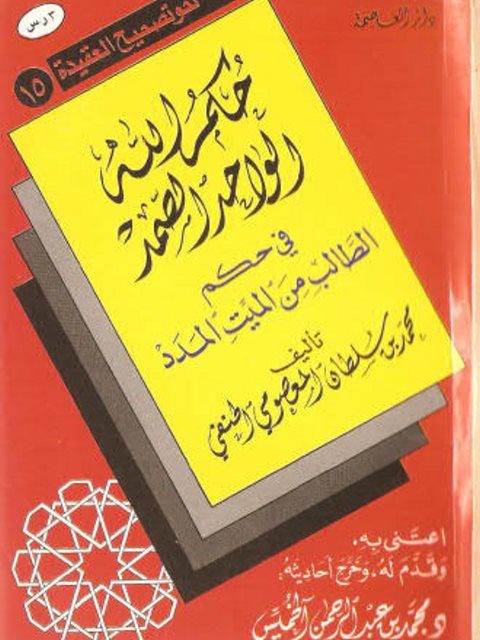 دار العاصمة
٣ ر.س
نحو تصحيح العقيدة
١٥
حكم الله
الواحد الصمد
في حكم
الطالب من الميت المدد
تأليف
محمد بن سلطان المعصومي الحنفي
اعتنى به،
وقدم له، وخرج أحاديثه:
د. محمد بن عبد الرحمن الخميس